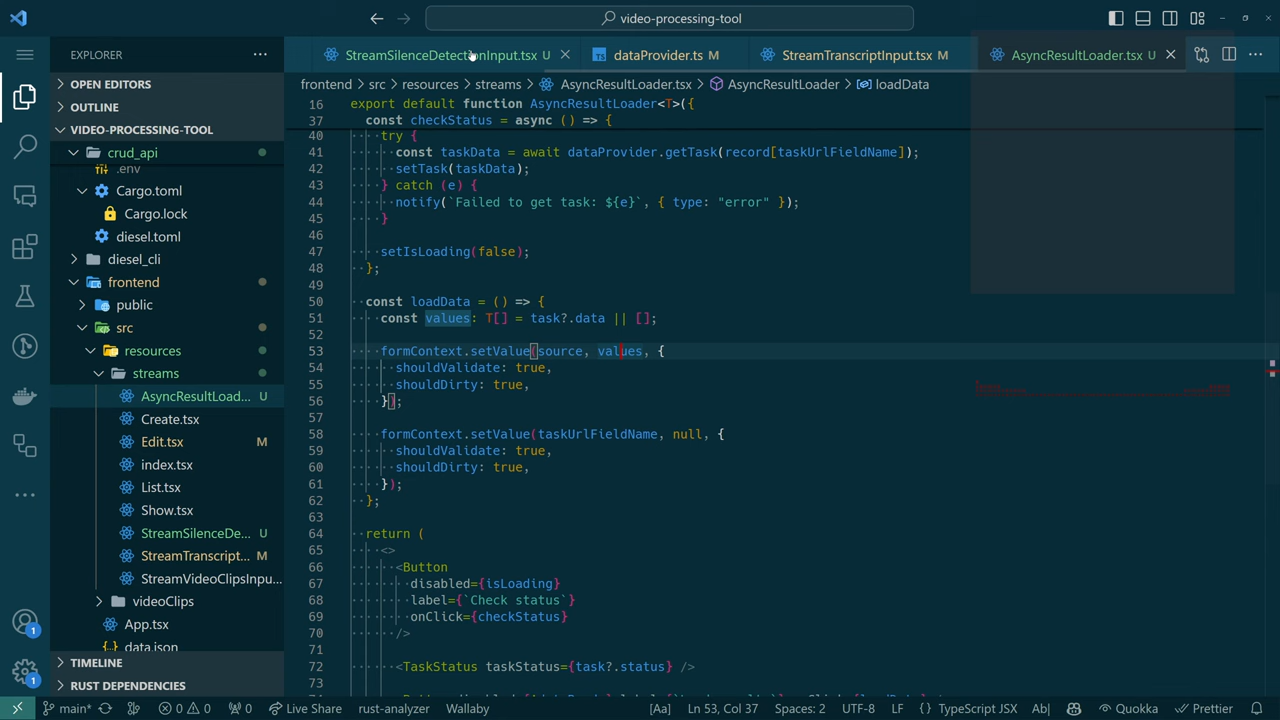 video-processing-tool
EXPLORER
StreamSilenceDetectionInput.tsx U
dataProvider.ts M
StreamTranscriptInput.tsx M
AsyncResultLoader.tsx U
OPEN EDITORS
OUTLINE
VIDEO-PROCESSING-TOOL
crud_api
.env
Cargo.toml
Cargo.lock
diesel.toml
diesel_cli
frontend
public
src
resources
streams
AsyncResultLoad... U
Create.tsx
Edit.tsx M
index.tsx
List.tsx
Show.tsx
StreamSilenceDe... U
StreamTranscript... M
StreamVideoClipsInpu...
videoClips
App.tsx
data.json
TIMELINE
RUST DEPENDENCIES
frontend > src > resources > streams > AsyncResultLoader.tsx > AsyncResultLoader > loadData
16 export default function AsyncResultLoader<T>({
37 const checkStatus = async () => {
40 try {
41 const taskData = await dataProvider.getTask(record[taskUrlFieldName]);
42 setTask(taskData);
43 } catch (e) {
44 notify(`Failed to get task: ${e}`, { type: "error" });
45 }
46
47 setIsLoading(false);
48 };
49
50 const loadData = () => {
51 const values: T[] = task?.data || [];
52
53 formContext.setValue(source, values, {
54 shouldValidate: true,
55 shouldDirty: true,
56 });
57
58 formContext.setValue(taskUrlFieldName, null, {
59 shouldValidate: true,
60 shouldDirty: true,
61 });
62 };
63
64 return (
65 <>
66 <Button
67 disabled={isLoading}
68 label={`Check status`}
69 onClick={checkStatus}
70 />
71
72 <TaskStatus taskStatus={task?.status} />
73
1
1
main* 0 0 0 Live Share rust-analyzer Wallaby [Aa] Ln 53, Col 37 Spaces: 2 UTF-8 LF {} TypeScript JSX Ab| Quokka Prettier